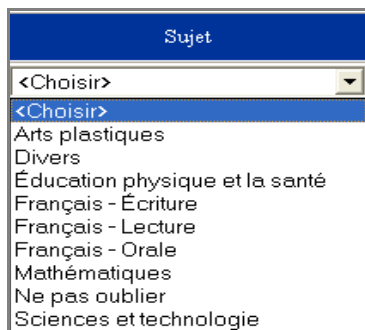 Sujet
<Choisir>
<Choisir>
Arts plastiques
Divers
Éducation physique et la santé
Français - Écriture
Français - Lecture
Français - Orale
Mathématiques
Ne pas oublier
Sciences et technologie